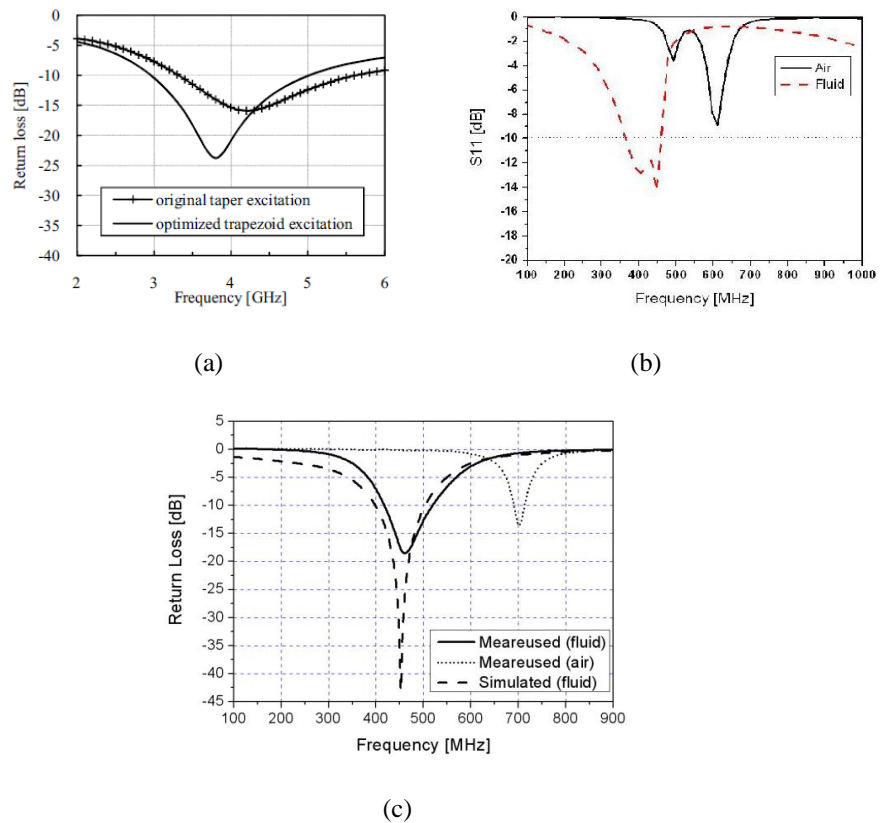 0
-5
-10
-15
-20
-25
-30
-35
-40
Return loss [dB]
original taper excitation
optimized trapezoid excitation
2 3 4 5 6
Frequency [GHz]
(a)
0
-2
-4
-6
-8
-10
-12
-14
-16
-18
-20
S11 [dB]
Air
Fluid
100 200 300 400 500 600 700 800 900 1000
Frequency [MHz]
(b)
5
0
-5
-10
-15
-20
-25
-30
-35
-40
-45
Return Loss [dB]
Meareused (fluid)
Meareused (air)
Simulated (fluid)
100 200 300 400 500 600 700 800 900
Frequency [MHz]
(c)